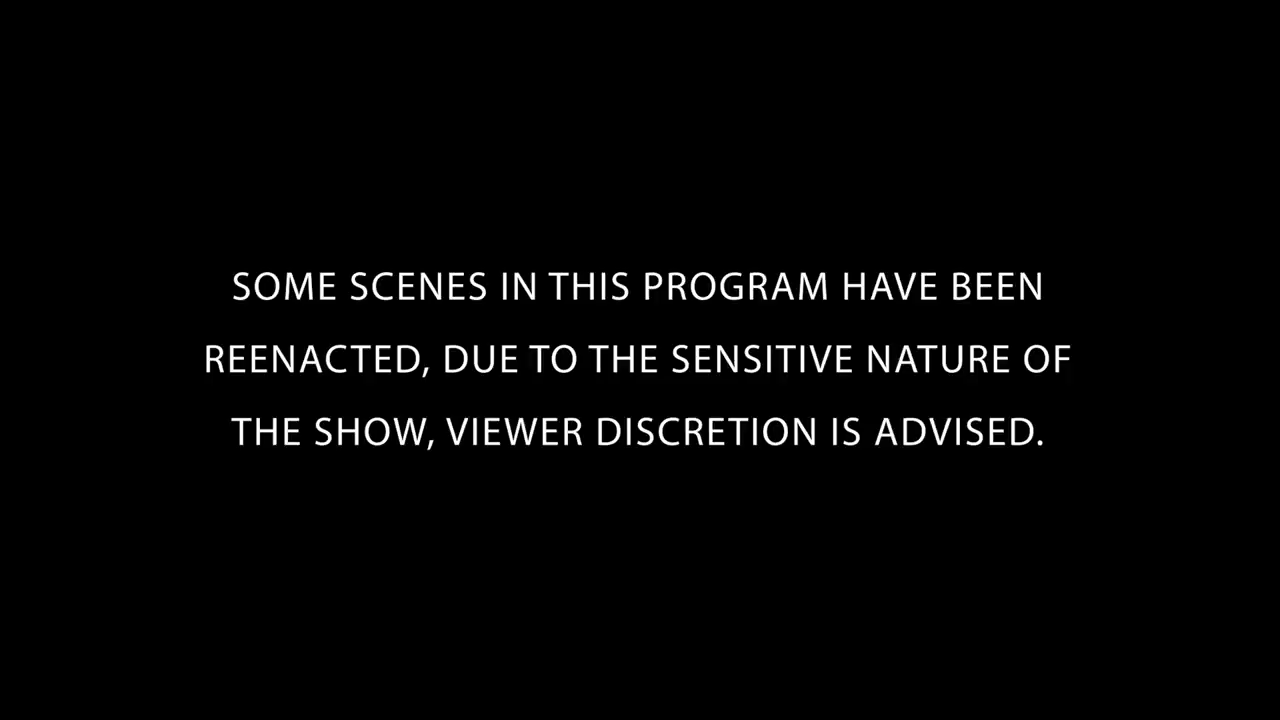 SOME SCENES IN THIS PROGRAM HAVE BEEN
REENACTED, DUE TO THE SENSITIVE NATURE OF
THE SHOW, VIEWER DISCRETION IS ADVISED.